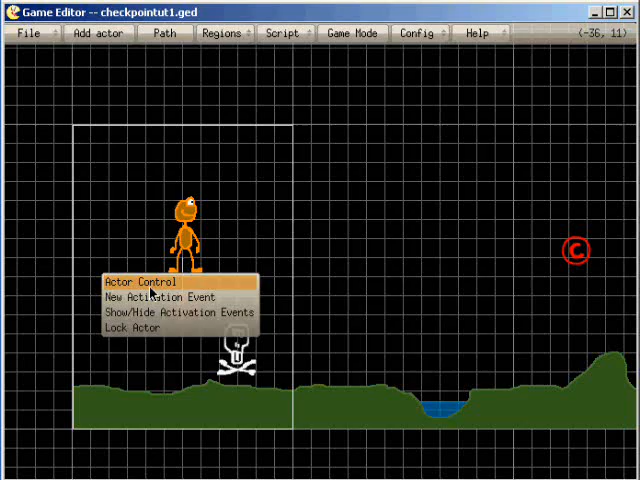 Game Editor -- checkpointut1.ged
File Add actor Path Regions Script Game Mode Config Help (-36, 11)
C
Actor Control
New Activation Event
Show/Hide Activation Events
Lock Actor